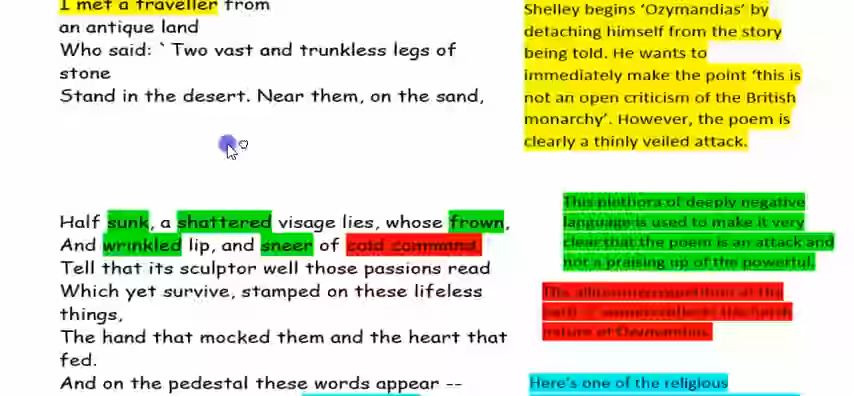 I met a traveller from
an antique land
Who said: `Two vast and trunkless legs of
stone
Stand in the desert. Near them, on the sand,
Half sunk, a shattered visage lies, whose frown,
And wrinkled lip, and sneer of cold command,
Tell that its sculptor well those passions read
Which yet survive, stamped on these lifeless
things,
The hand that mocked them and the heart that
fed.
And on the pedestal these words appear --
Shelley begins ‘Ozymandias’ by
detaching himself from the story
being told. He wants to
immediately make the point ‘this is
not an open criticism of the British
monarchy’. However, the poem is
clearly a thinly veiled attack.
This plethora of deeply negative
language is used to make it very
clear that the poem is an attack and
not a praising up of the powerful.
nature of Ozymandias.
Here’s one of the religious